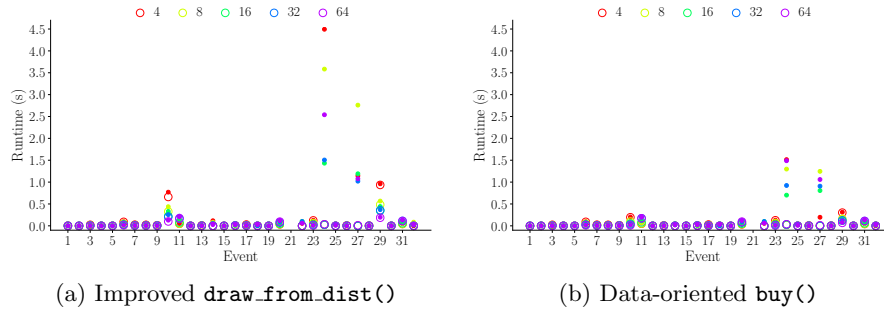 4 8 16 32 64
4.5
4.0
3.5
3.0
2.5
2.0
1.5
1.0
0.5
0.0
Runtime (s)
1 3 5 7 9 11 13 15 17 19 21 23 25 27 29 31
Event
(a) Improved draw_from_dist()
4 8 16 32 64
4.5
4.0
3.5
3.0
2.5
2.0
1.5
1.0
0.5
0.0
Runtime (s)
1 3 5 7 9 11 13 15 17 19 21 23 25 27 29 31
Event
(b) Data-oriented buy()